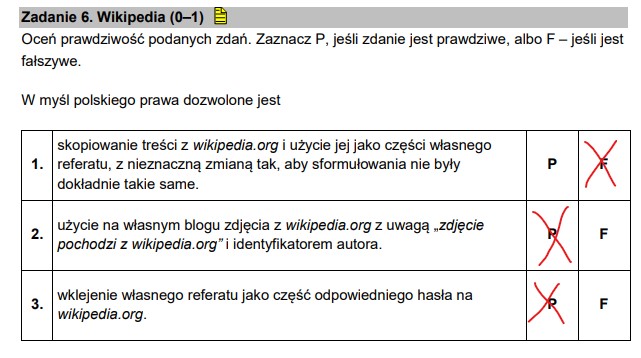 Zadanie 6. Wikipedia (0–1)
Oceń prawdziwość podanych zdań. Zaznacz P, jeśli zdanie jest prawdziwe, albo F – jeśli jest
fałszywe.
W myśl polskiego prawa dozwolone jest
1. skopiowanie treści z wikipedia.org i użycie jej jako części własnego
referatu, z nieznaczną zmianą tak, aby sformułowania nie były
dokładnie takie same. P F
2. użycie na własnym blogu zdjęcia z wikipedia.org z uwagą „zdjęcie
pochodzi z wikipedia.org” i identyfikatorem autora. P F
3. wklejenie własnego referatu jako część odpowiedniego hasła na
wikipedia.org. P F